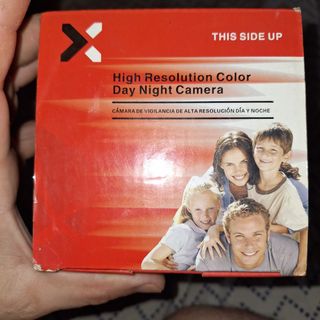 THIS SIDE UP
High Resolution Color
Day Night Camera
CÁMARA DE VIGILANCIA DE ALTA RESOLUCIÓN DÍA Y NOCHE